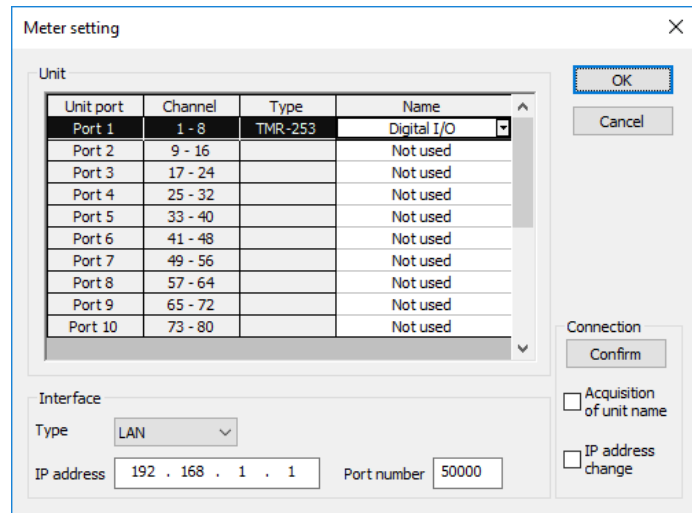 Meter setting
Unit
Unit port Channel Type Name
Port 1 1 - 8 TMR-253 Digital I/O
Port 2 9 - 16 Not used
Port 3 17 - 24 Not used
Port 4 25 - 32 Not used
Port 5 33 - 40 Not used
Port 6 41 - 48 Not used
Port 7 49 - 56 Not used
Port 8 57 - 64 Not used
Port 9 65 - 72 Not used
Port 10 73 - 80 Not used
OK
Cancel
Connection
Confirm
Acquisition
of unit name
IP address
change
Interface
Type LAN
IP address 192 . 168 . 1 . 1 Port number 50000